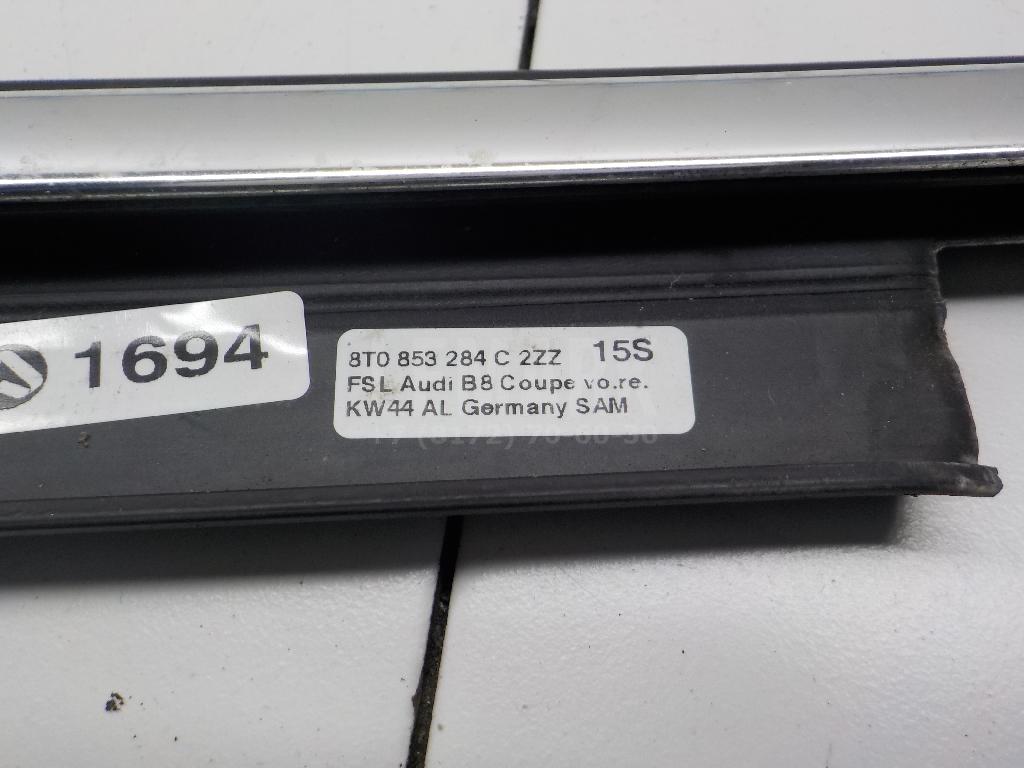 1694
8T0 853 284 C 2ZZ 15S
FSL Audi B8 Coupe vo.re.
KW44 AL Germany SAM